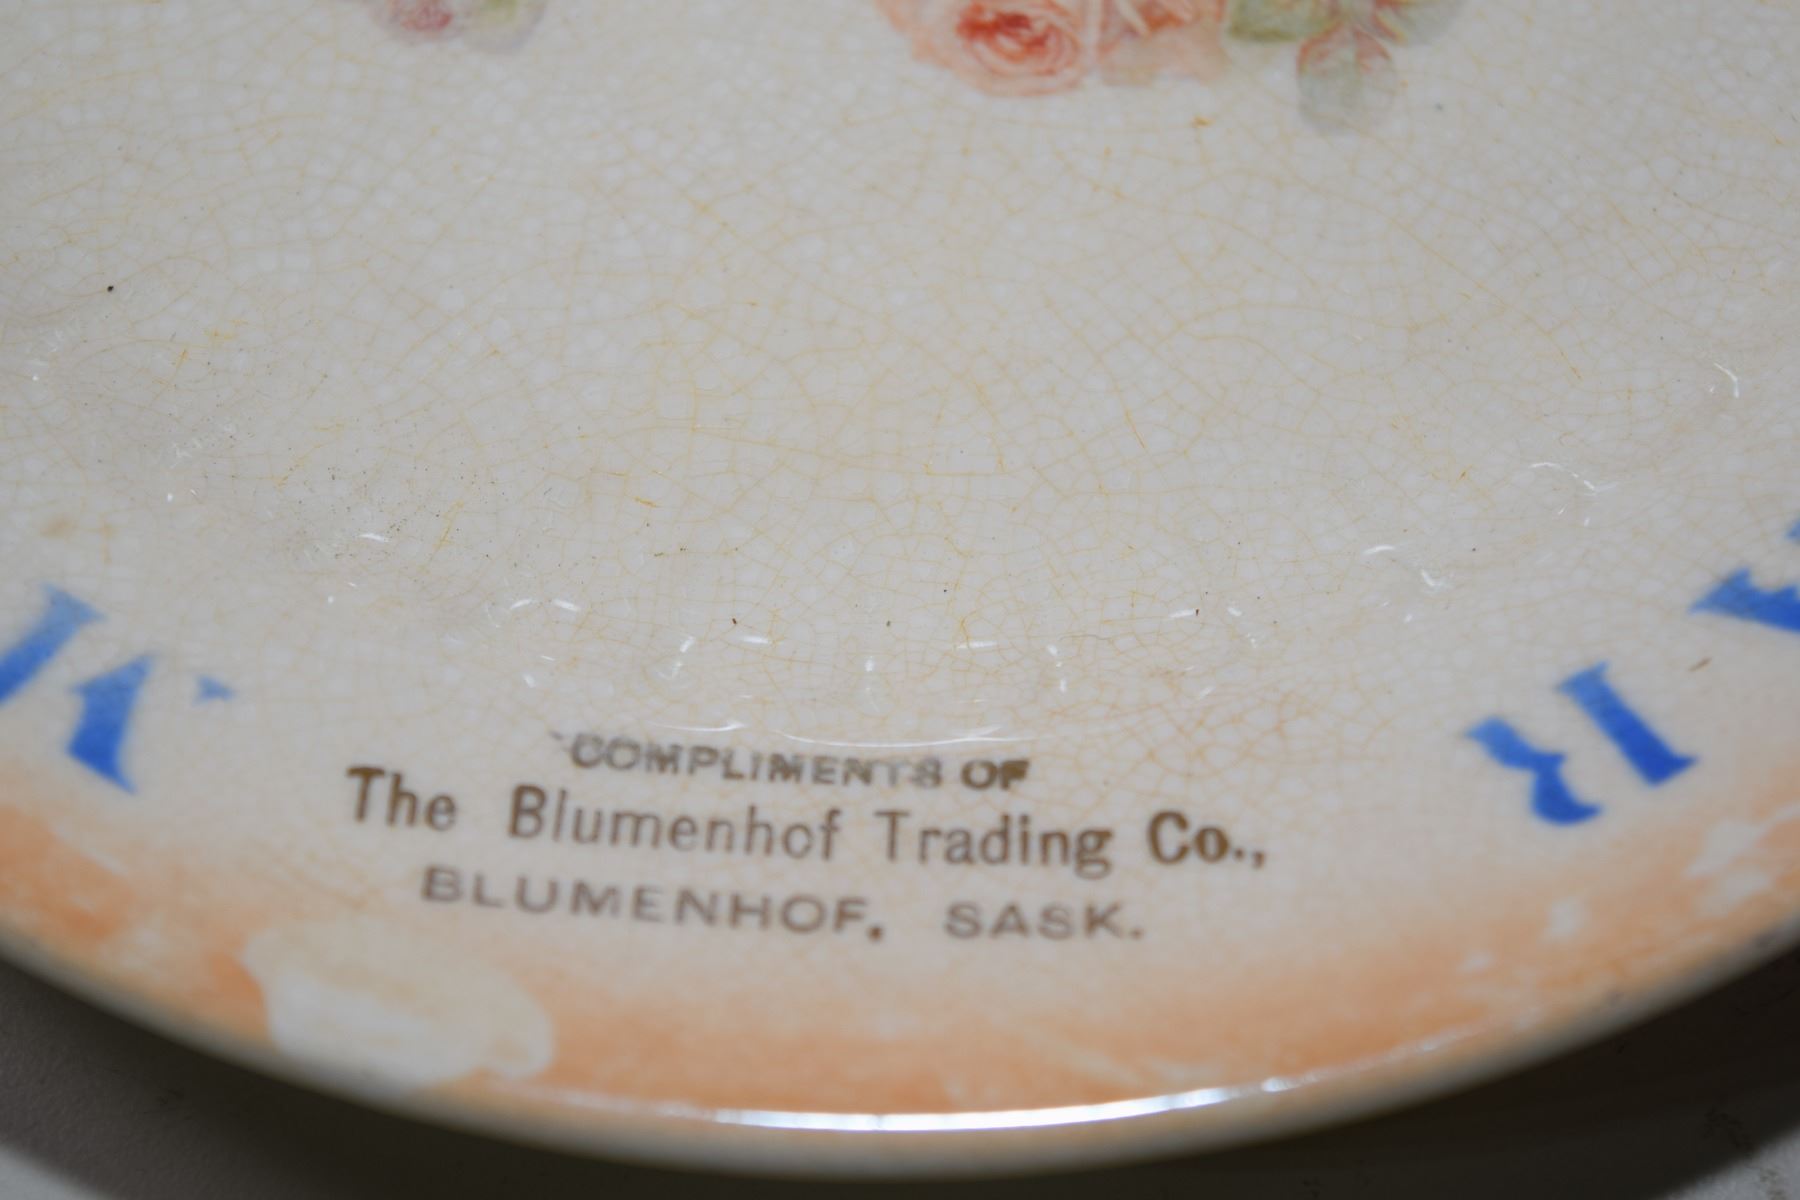 COMPLIMENTS OF
The Blumenhof Trading Co.,
BLUMENHOF, SASK.